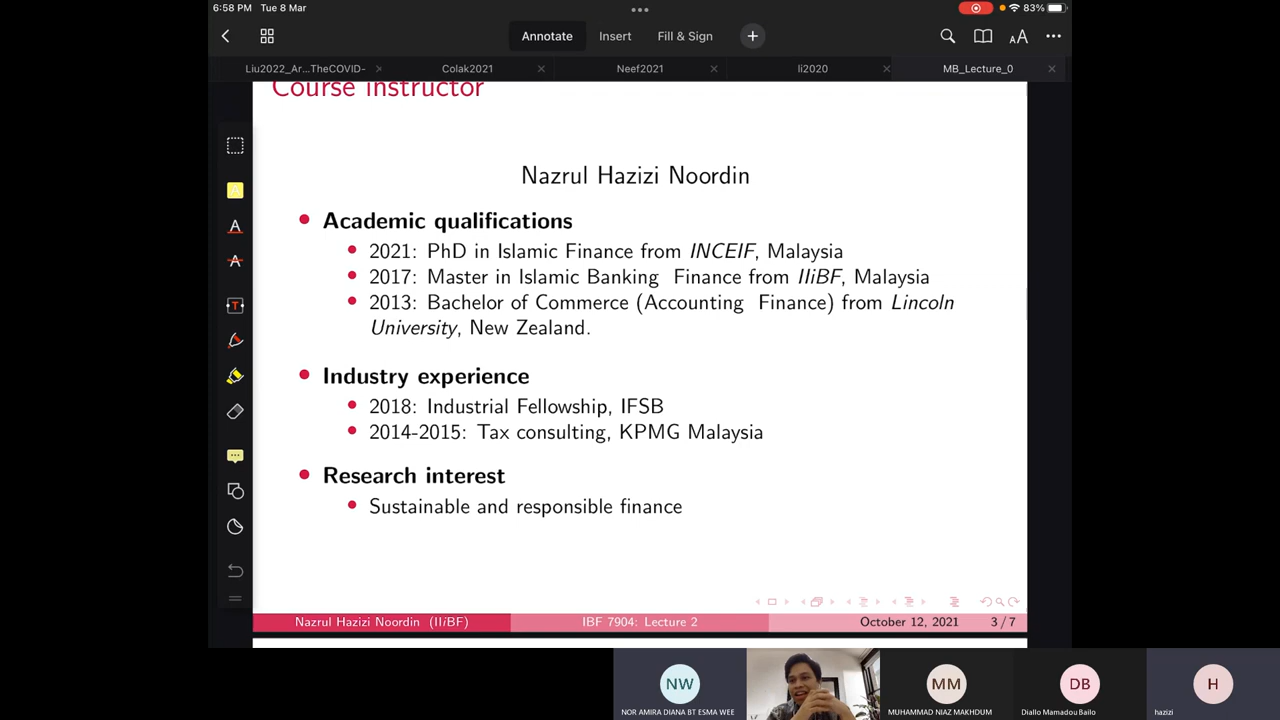 6:58 PM Tue 8 Mar
83%
Annotate Insert Fill & Sign
AA
Liu2022_Ar...TheCOVID- × Colak2021 × Neef2021 × li2020 × MB_Lecture_0 ×
Course instructor
Nazrul Hazizi Noordin
Academic qualifications
2021: PhD in Islamic Finance from INCEIF, Malaysia
2017: Master in Islamic Banking Finance from IIiBF, Malaysia
2013: Bachelor of Commerce (Accounting Finance) from Lincoln
University, New Zealand.
Industry experience
2018: Industrial Fellowship, IFSB
2014-2015: Tax consulting, KPMG Malaysia
Research interest
Sustainable and responsible finance
Nazrul Hazizi Noordin (IIiBF) IBF 7904: Lecture 2 October 12, 2021 3 / 7
NW MM DB H
NOR AMIRA DIANA BT ESMA WEE MUHAMMAD NIAZ MAKHDUM Diallo Mamadou Bailo hazizi